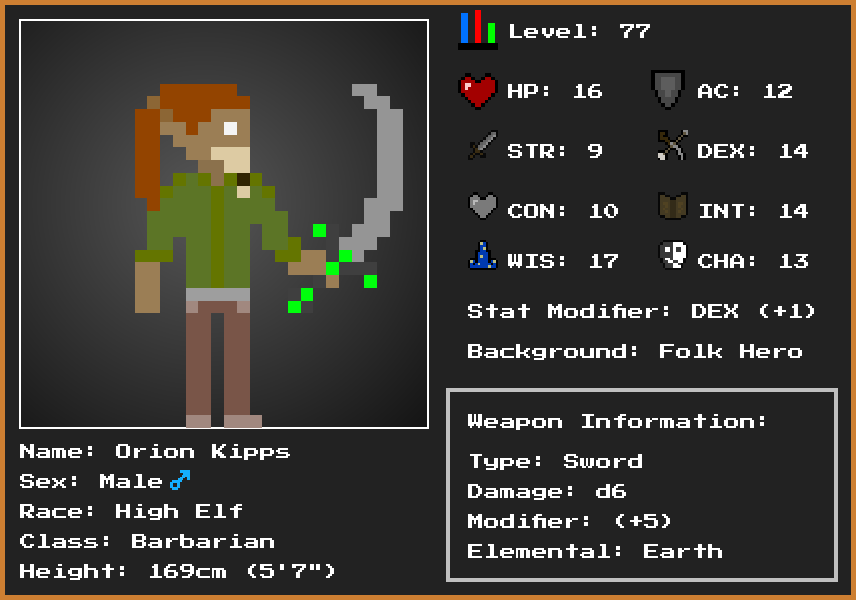 Level: 77
HP: 16 AC: 12
STR: 9 DEX: 14
CON: 10 INT: 14
WIS: 17 CHA: 13
Stat Modifier: DEX (+1)
Background: Folk Hero
Weapon Information:
Type: Sword
Damage: d6
Modifier: (+5)
Elemental: Earth
Name: Orion Kipps
Sex: Male ♂
Race: High Elf
Class: Barbarian
Height: 169cm (5'7")